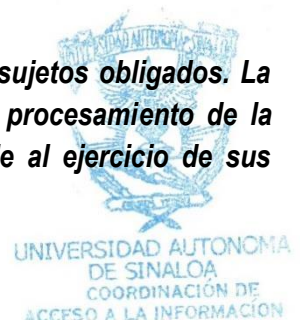 sujetos obligados. La
procesamiento de la
e al ejercicio de sus
UNIVERSIDAD AUTONOMA
DE SINALOA
COORDINACIÓN DE
ACCESO A LA INFORMACIÓN